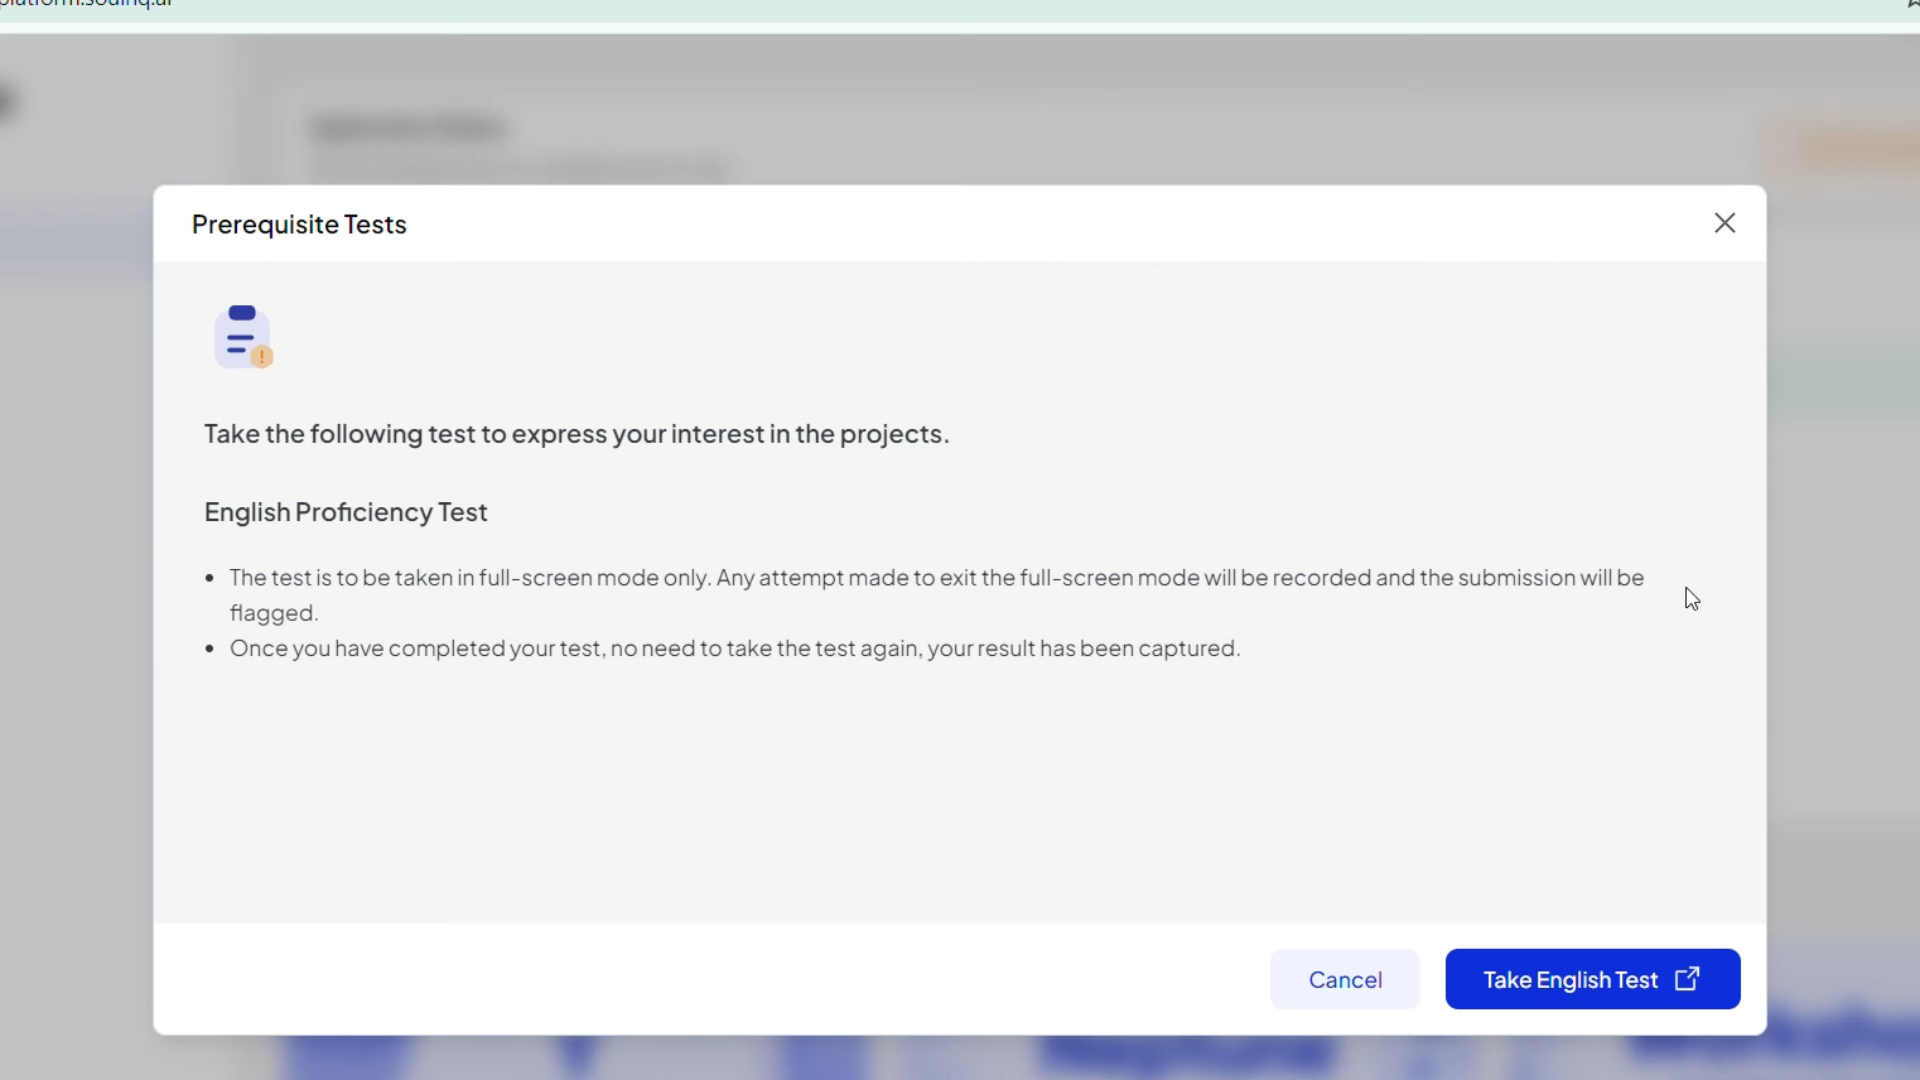 Prerequisite Tests
Take the following test to express your interest in the projects.
English Proficiency Test
• The test is to be taken in full-screen mode only. Any attempt made to exit the full-screen mode will be recorded and the submission will be
flagged.
• Once you have completed your test, no need to take the test again, your result has been captured.
Cancel
Take English Test
Neptune